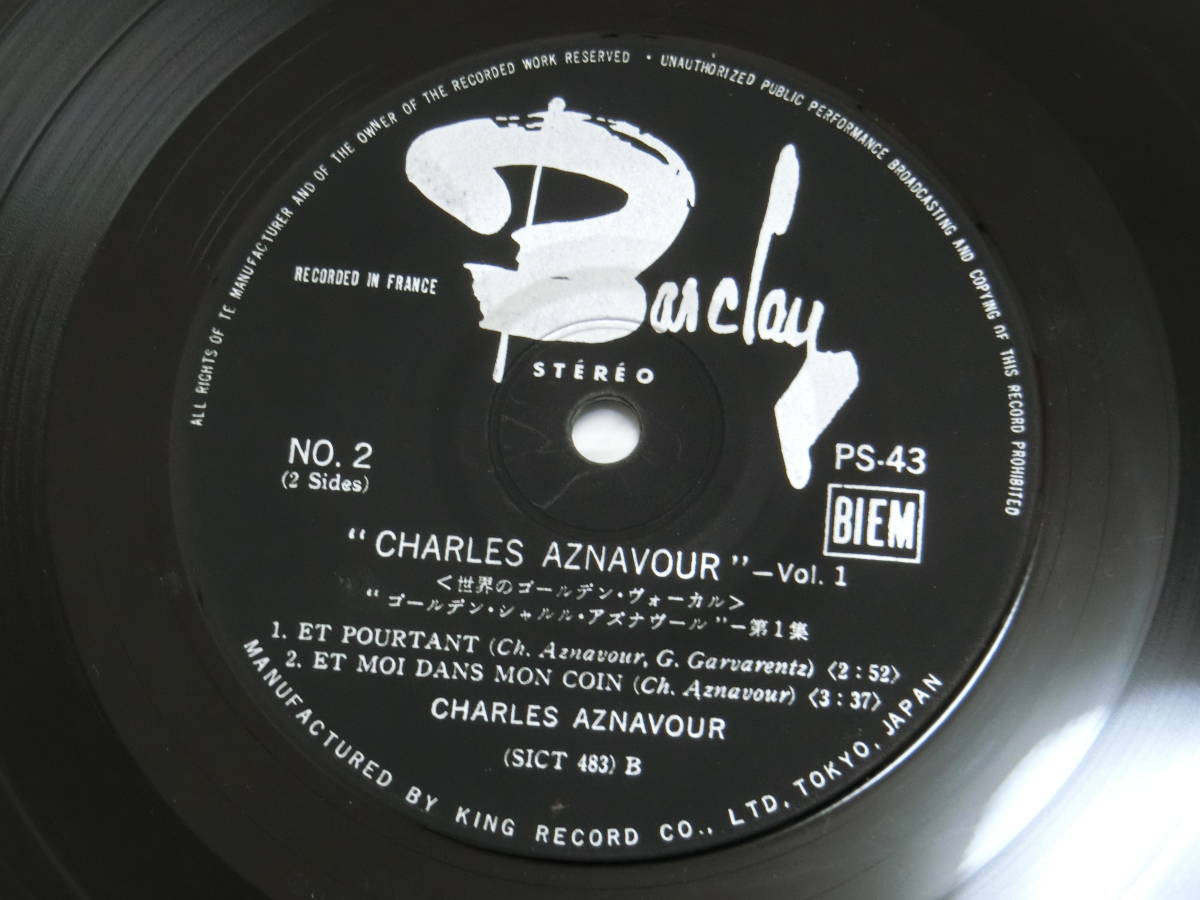 ALL RIGHTS OF TE MANUFACTURER AND OF THE OWNER OF THE RECORDED WORK RESERVED • UNAUTHORIZED PUBLIC PERFORMANCE BROADCASTING AND COPYING OF THIS RECORD PROHIBITED
Barclay
RECORDED IN FRANCE
STÉRÉO
NO. 2
(2 Sides)
PS-43
BIEM
“CHARLES AZNAVOUR”—Vol. 1
<世界のゴールデン・ヴォーカル>
“ゴールデン・シャルル・アズナヴール”—第1集
1. ET POURTANT (Ch. Aznavour, G. Garvarentz) 〈2:52〉
2. ET MOI DANS MON COIN (Ch. Aznavour) 〈3:37〉
CHARLES AZNAVOUR
(SICT 483) B
MANUFACTURED BY KING RECORD CO., LTD, TOKYO, JAPAN